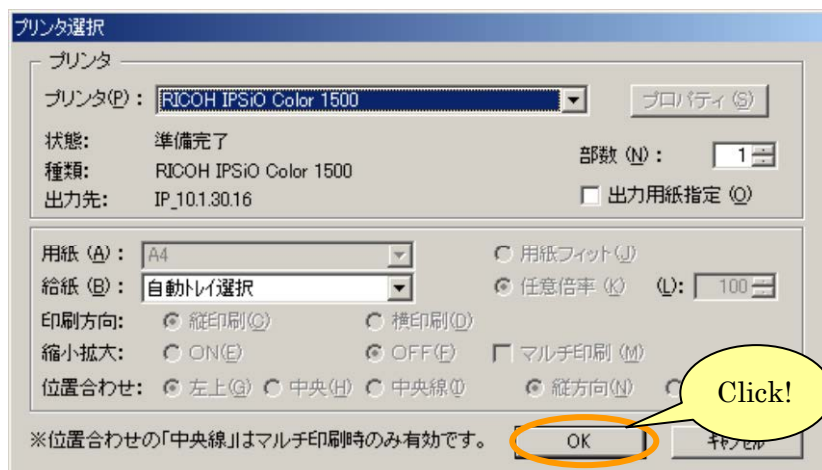 プリンタ選択
プリンタ
プリンタ(P): RICOH IPSiO Color 1500 プロパティ(S)
状態: 準備完了
種類: RICOH IPSiO Color 1500
出力先: IP_10.1.30.16
部数(N): 1
出力用紙指定(O)
用紙(A): A4 用紙フィット(J)
給紙(B): 自動トレイ選択 任意倍率(K) (L): 100
印刷方向: 縦印刷(C) 横印刷(D)
縮小拡大: ON(E) OFF(F) マルチ印刷(M)
位置合わせ: 左上(G) 中央(H) 中央線(I) 縦方向(N)
Click!
※位置合わせの「中央線」はマルチ印刷時のみ有効です。 OK キャンセル